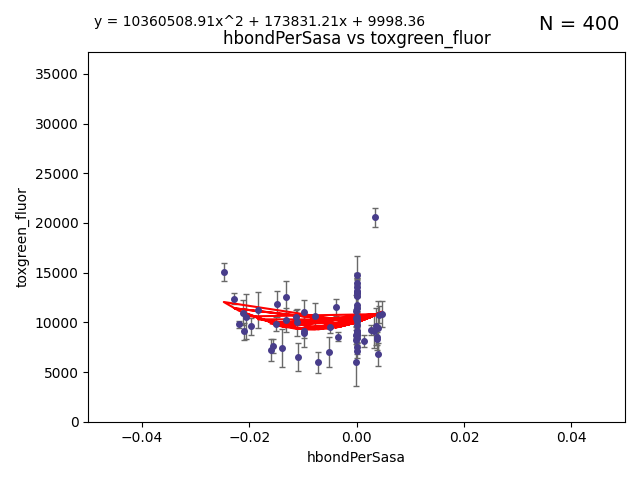 y = 10360508.91x^2 + 173831.21x + 9998.36
N = 400
hbondPerSasa vs toxgreen_fluor
toxgreen_fluor
35000
30000
25000
20000
15000
10000
5000
0
−0.04
−0.02
0.00
0.02
0.04
hbondPerSasa